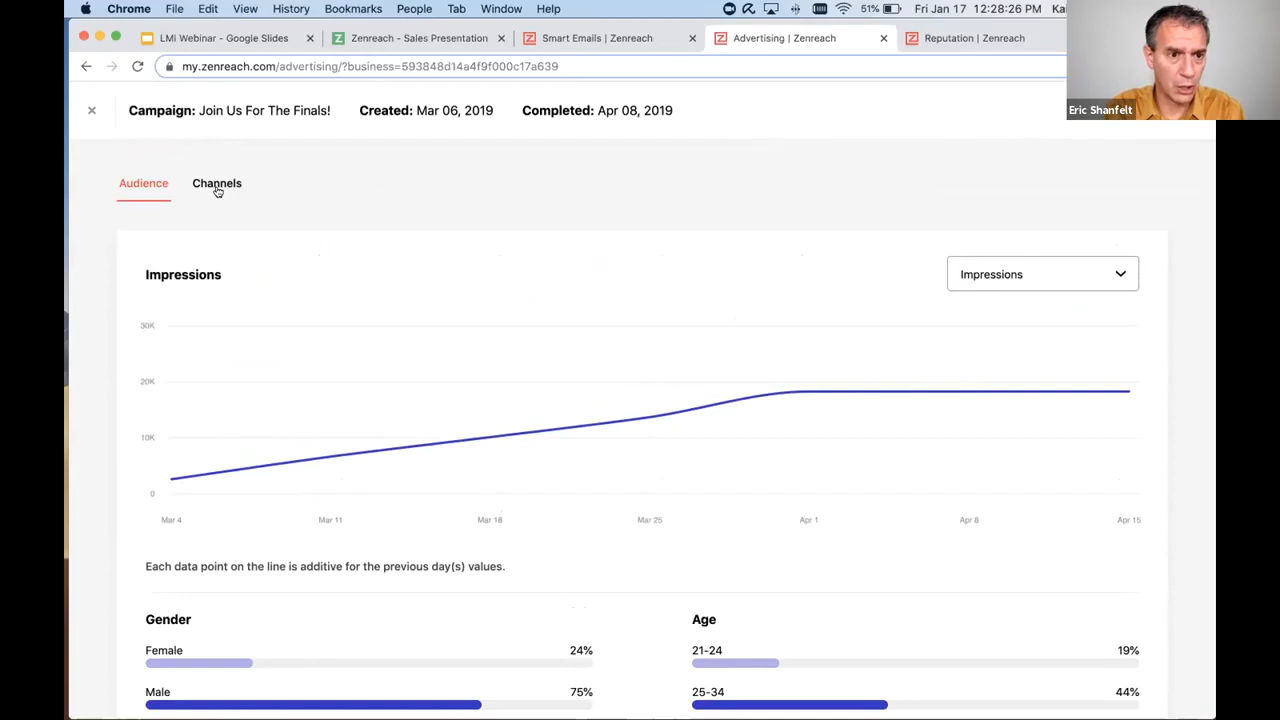 Chrome File Edit View History Bookmarks People Tab Window Help 51% Fri Jan 17 12:28:26 PM
LMI Webinar - Google Slides Zenreach - Sales Presentation Smart Emails | Zenreach Advertising | Zenreach Reputation | Zenreach
my.zenreach.com/advertising/?business=593848d14a4f9f000c17a639
Eric Shanfelt
Campaign: Join Us For The Finals! Created: Mar 06, 2019 Completed: Apr 08, 2019
Audience Channels
Impressions Impressions
30K
20K
10K
0
Mar 4 Mar 11 Mar 18 Mar 25 Apr 1 Apr 8 Apr 15
Each data point on the line is additive for the previous day(s) values.
Gender Age
Female 24% 21-24 19%
Male 75% 25-34 44%